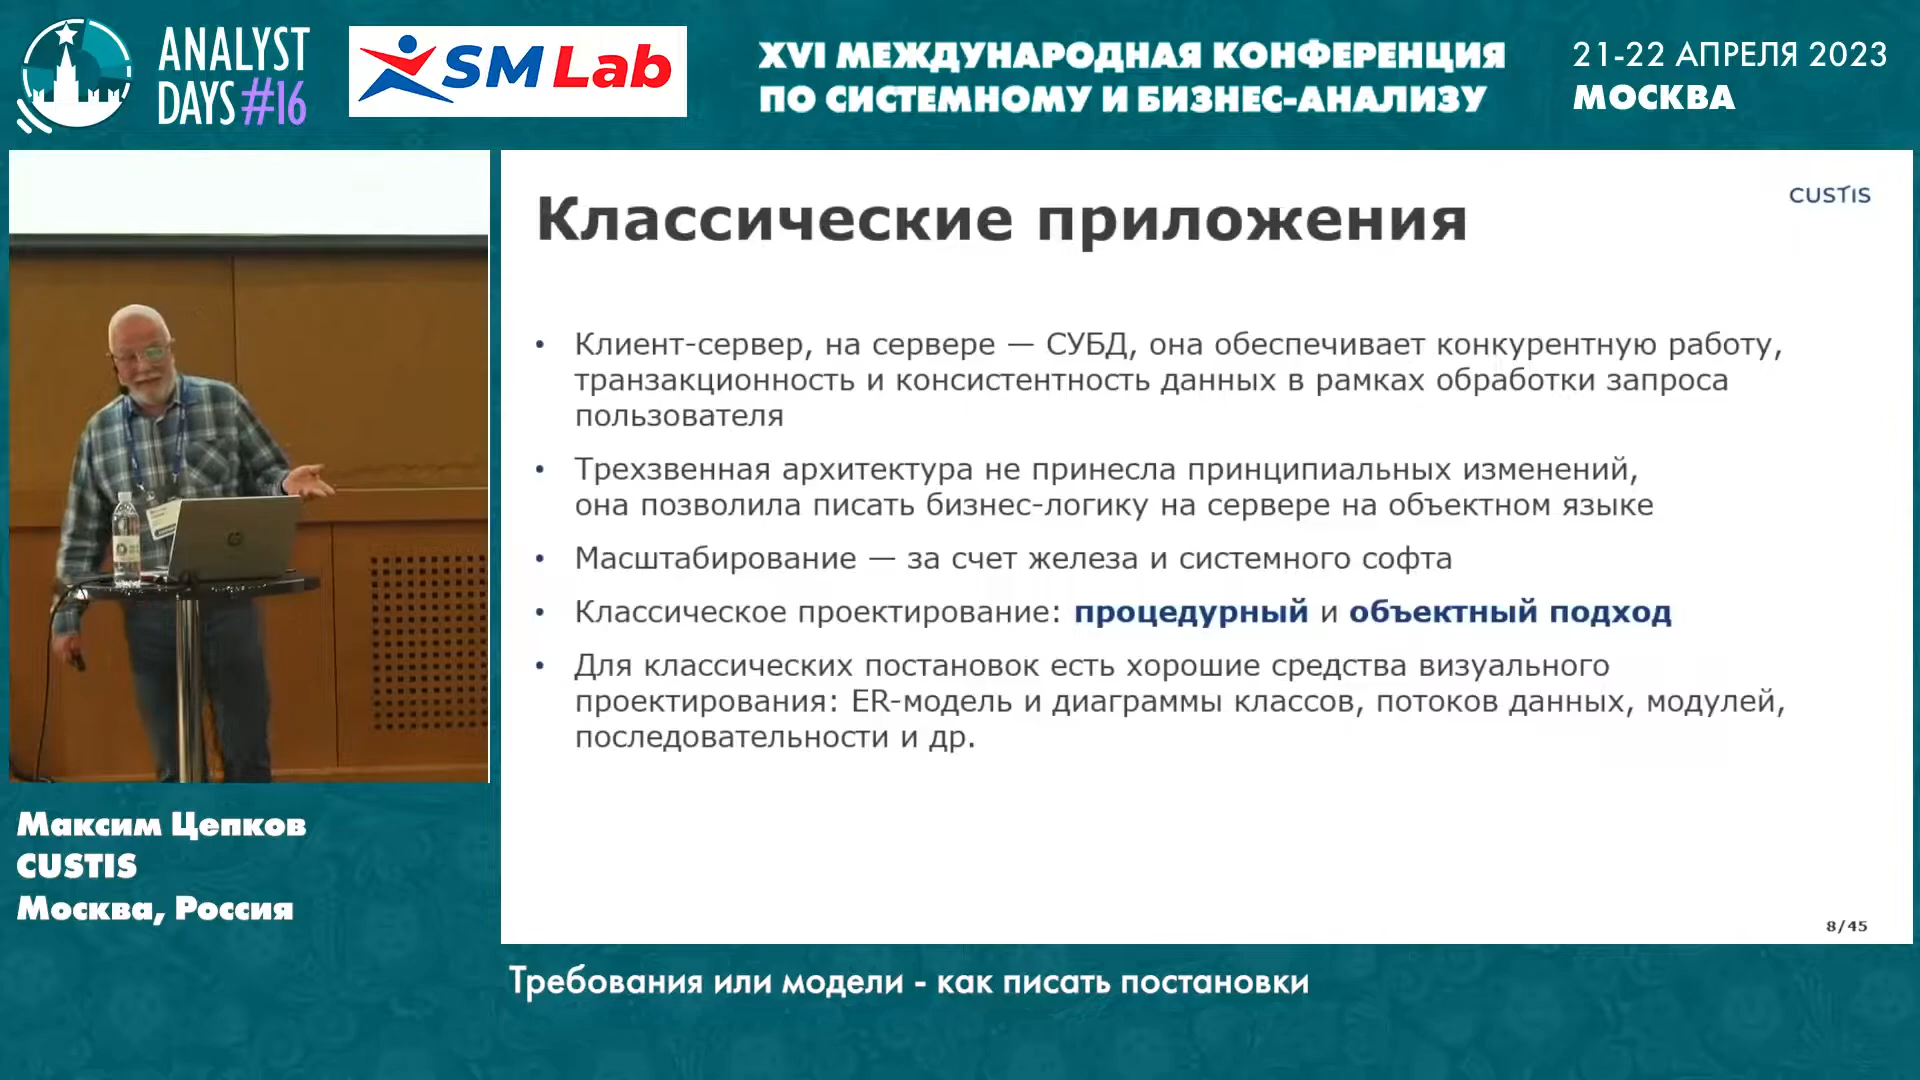 ANALYST
DAYS #16
SM Lab
XVI МЕЖДУНАРОДНАЯ КОНФЕРЕНЦИЯ
ПО СИСТЕМНОМУ И БИЗНЕС-АНАЛИЗУ
21-22 АПРЕЛЯ 2023
МОСКВА
CUSTIS
Классические приложения
• Клиент-сервер, на сервере — СУБД, она обеспечивает конкурентную работу,
транзакционность и консистентность данных в рамках обработки запроса
пользователя
• Трехзвенная архитектура не принесла принципиальных изменений,
она позволила писать бизнес-логику на сервере на объектном языке
• Масштабирование — за счет железа и системного софта
• Классическое проектирование: процедурный и объектный подход
• Для классических постановок есть хорошие средства визуального
проектирования: ER-модель и диаграммы классов, потоков данных, модулей,
последовательности и др.
8/45
Максим Цепков
CUSTIS
Москва, Россия
Требования или модели - как писать постановки